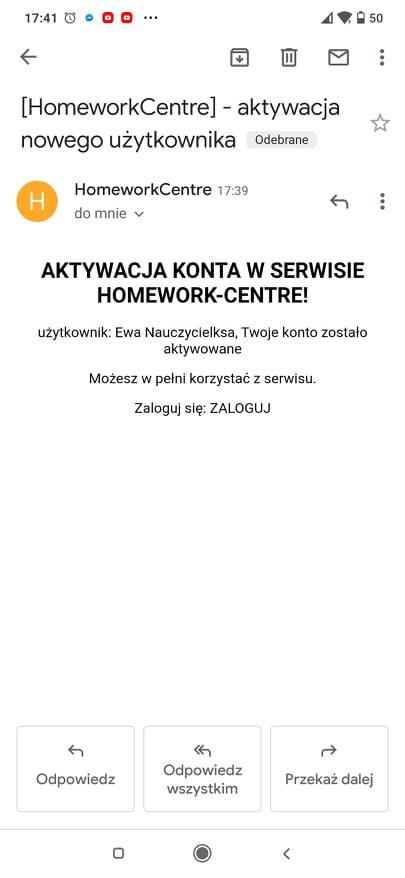 17:41 50
[HomeworkCentre] - aktywacja
nowego użytkownika Odebrane
H HomeworkCentre 17:39
do mnie
AKTYWACJA KONTA W SERWISIE
HOMEWORK-CENTRE!
użytkownik: Ewa Nauczycielksa, Twoje konto zostało
aktywowane
Możesz w pełni korzystać z serwisu.
Zaloguj się: ZALOGUJ
Odpowiedz
Odpowiedz
wszystkim
Przekaż dalej